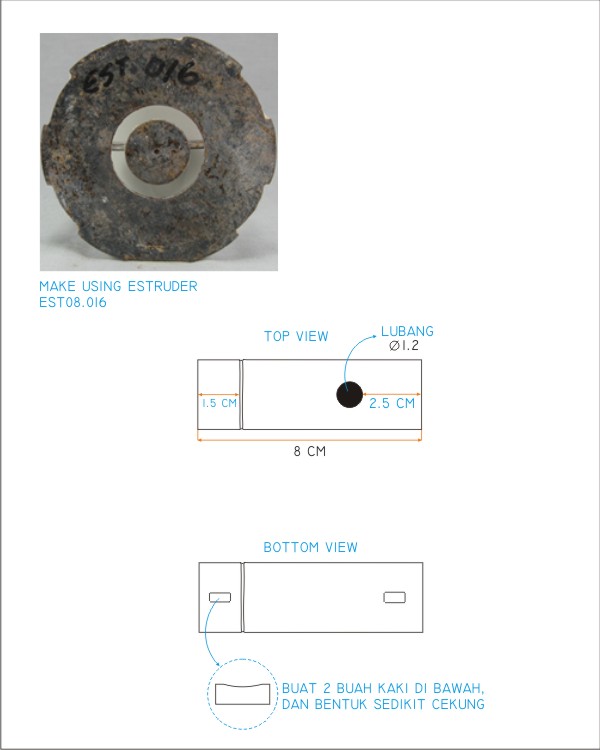 EST. 016
MAKE USING ESTRUDER
EST08.016
TOP VIEW
LUBANG
Ø1.2
1.5 CM
2.5 CM
8 CM
BOTTOM VIEW
BUAT 2 BUAH KAKI DI BAWAH,
DAN BENTUK SEDIKIT CEKUNG